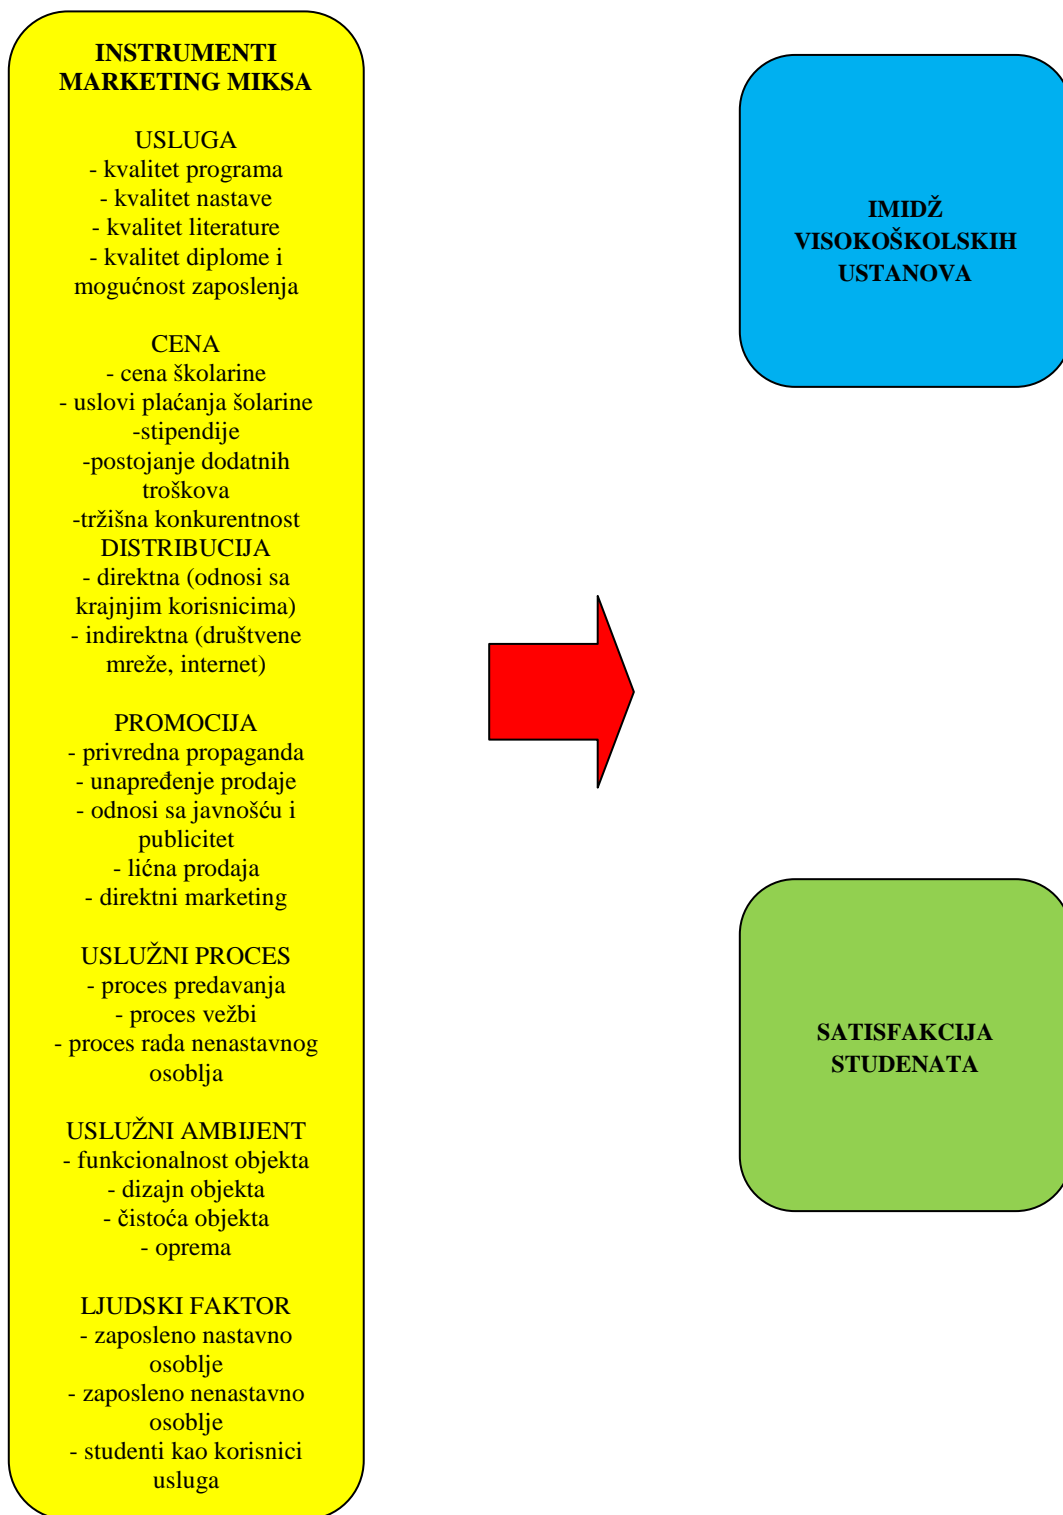 INSTRUMENTI
MARKETING MIKSA
USLUGA
- kvalitet programa
- kvalitet nastave
- kvalitet literature
- kvalitet diplome i
mogućnost zaposlenja
CENA
- cena školarine
- uslovi plaćanja šolarine
-stipendije
-postojanje dodatnih
troškova
-tržišna konkurentnost
DISTRIBUCIJA
- direktna (odnosi sa
krajnjim korisnicima)
- indirektna (društvene
mreže, internet)
PROMOCIJA
- privredna propaganda
- unapređenje prodaje
- odnosi sa javnošću i
publicitet
- lićna prodaja
- direktni marketing
USLUŽNI PROCES
- proces predavanja
- proces vežbi
- proces rada nenastavnog
osoblja
USLUŽNI AMBIJENT
- funkcionalnost objekta
- dizajn objekta
- čistoća objekta
- oprema
LJUDSKI FAKTOR
- zaposleno nastavno
osoblje
- zaposleno nenastavno
osoblje
- studenti kao korisnici
usluga
IMIDŽ
VISOKOŠKOLSKIH
USTANOVA
SATISFAKCIJA
STUDENATA